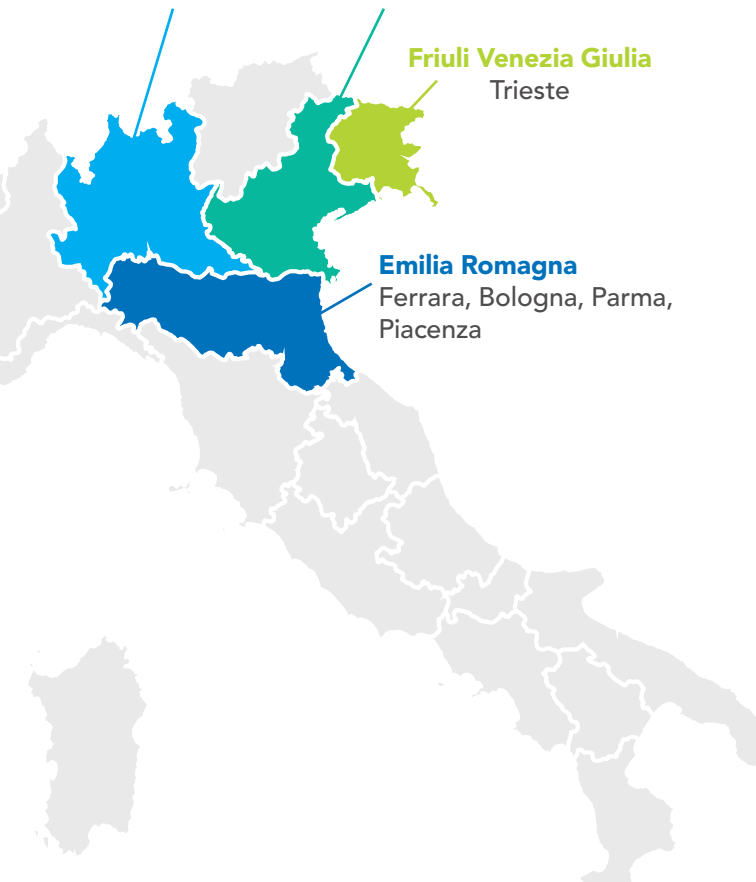 Friuli Venezia Giulia
Trieste
Emilia Romagna
Ferrara, Bologna, Parma,
Piacenza